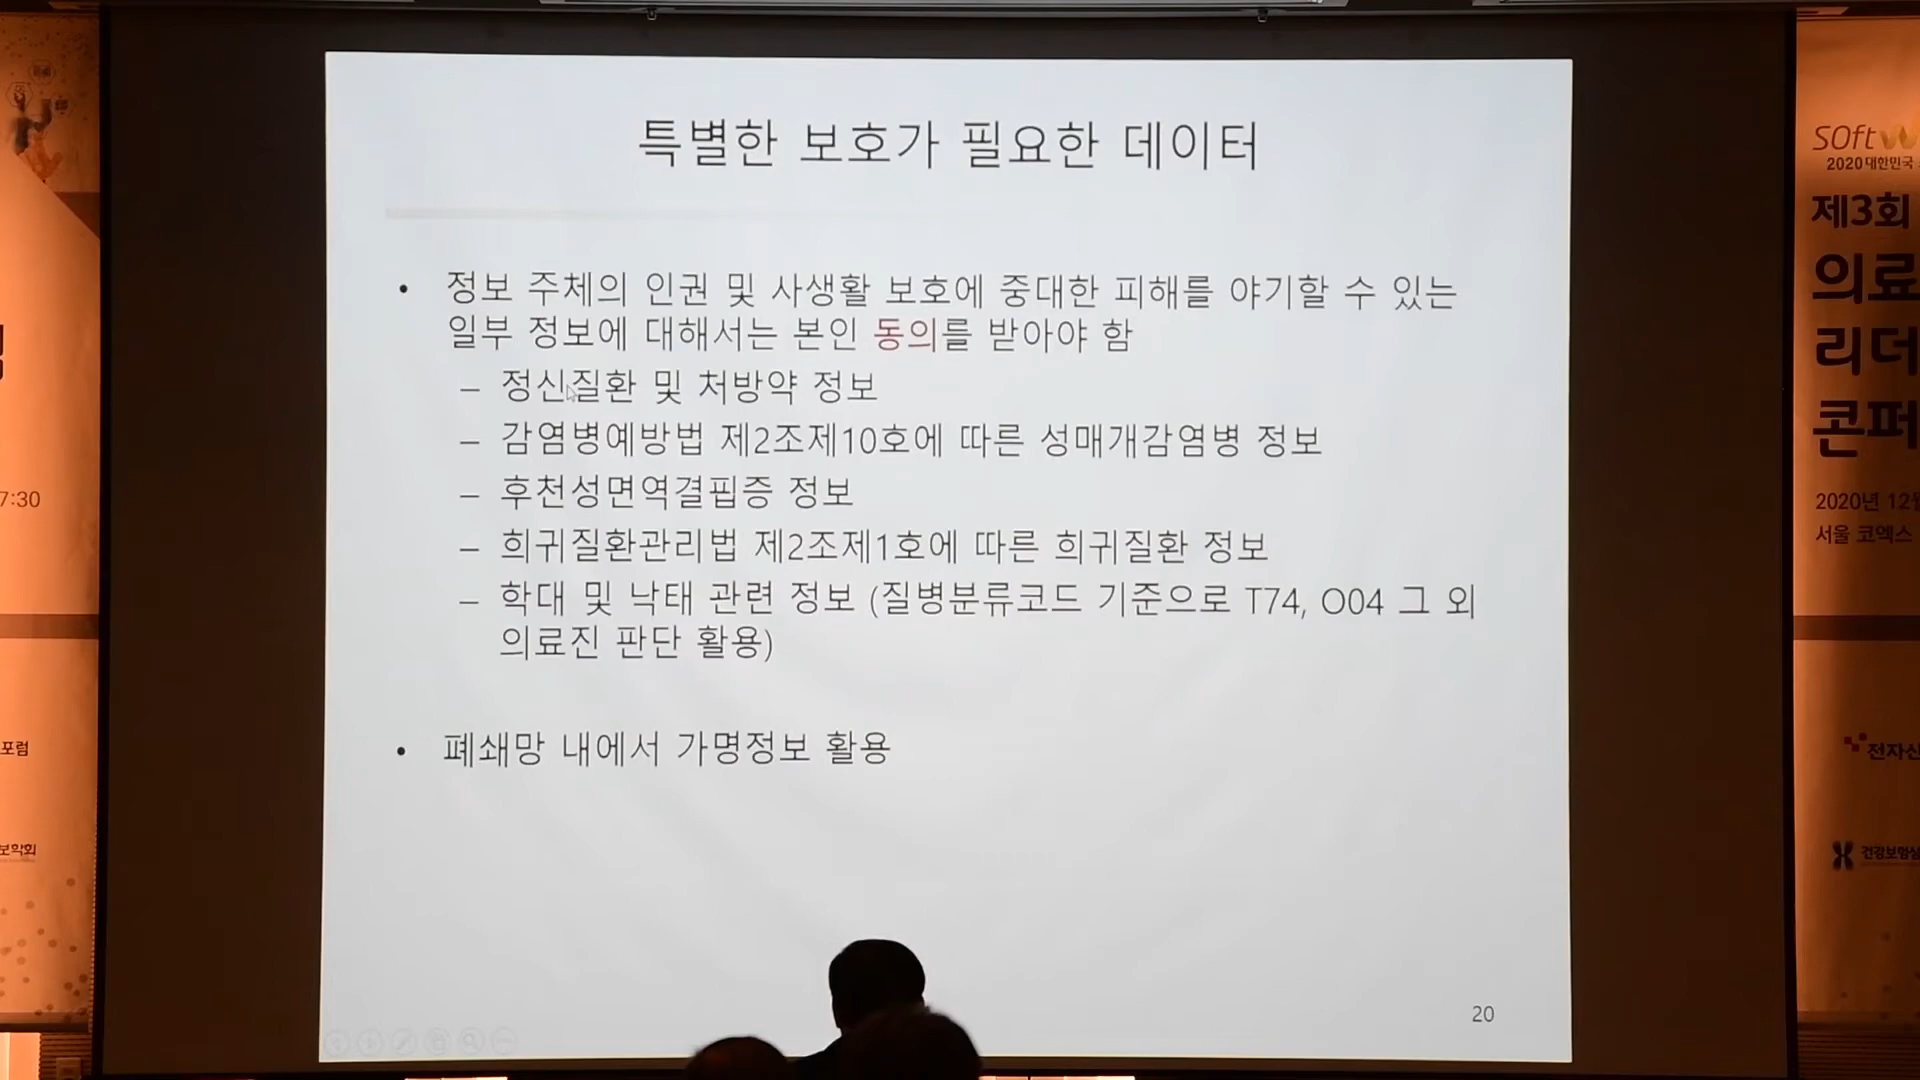 특별한 보호가 필요한 데이터
• 정보 주체의 인권 및 사생활 보호에 중대한 피해를 야기할 수 있는
일부 정보에 대해서는 본인 동의를 받아야 함
– 정신질환 및 처방약 정보
– 감염병예방법 제2조제10호에 따른 성매개감염병 정보
– 후천성면역결핍증 정보
– 희귀질환관리법 제2조제1호에 따른 희귀질환 정보
– 학대 및 낙태 관련 정보 (질병분류코드 기준으로 T74, O04 그 외
의료진 판단 활용)
• 폐쇄망 내에서 가명정보 활용
20
7:30
포럼
보학회
SOftW
2020 대한민국
제3회
의료
리더
콘퍼
2020년 12월
서울 코엑스
전자신
건강보험심